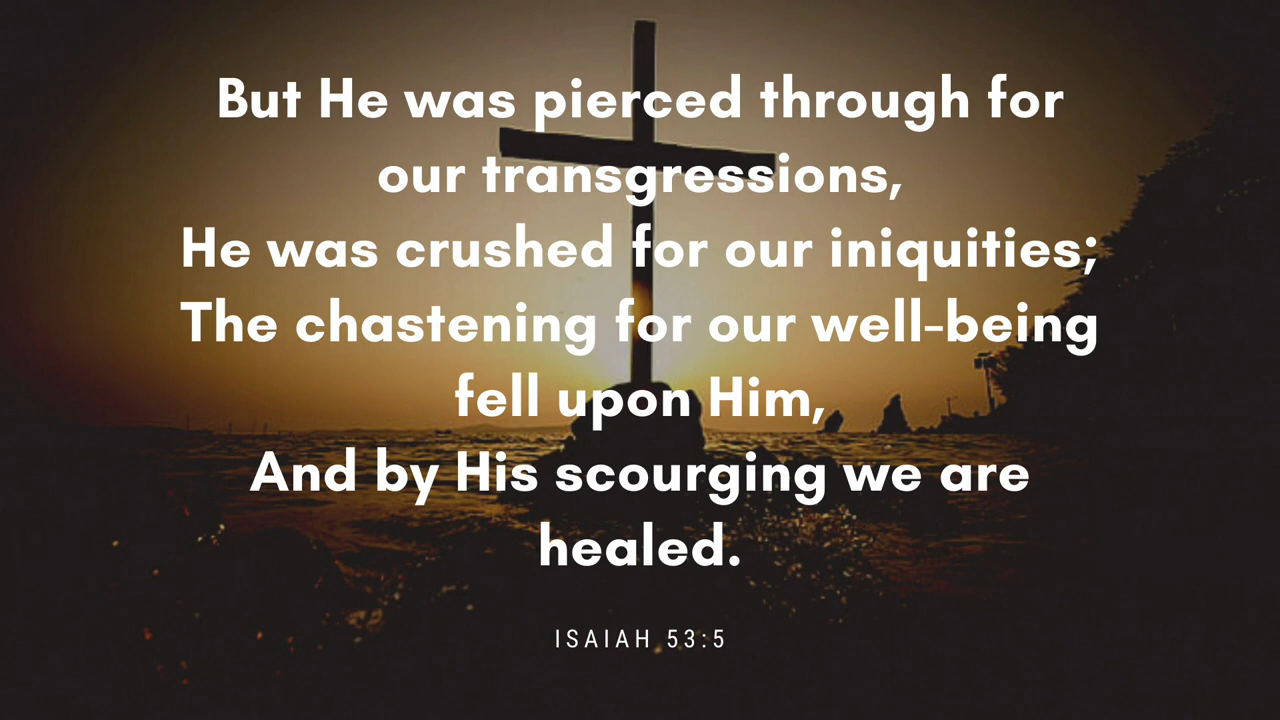 But He was pierced through for
our transgressions,
He was crushed for our iniquities;
The chastening for our well-being
fell upon Him,
And by His scourging we are
healed.
ISAIAH 53:5